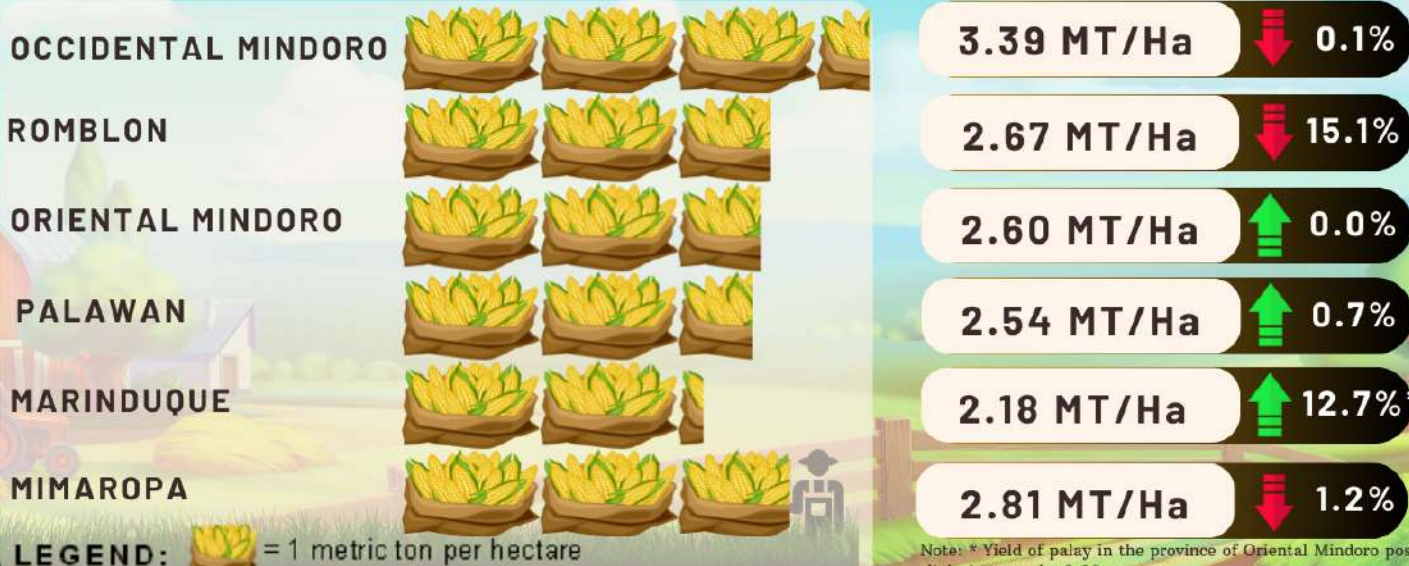 OCCIDENTAL MINDORO 3.39 MT/Ha 0.1%
ROMBLON 2.67 MT/Ha 15.1%
ORIENTAL MINDORO 2.60 MT/Ha 0.0%
PALAWAN 2.54 MT/Ha 0.7%
MARINDUQUE 2.18 MT/Ha 12.7%*
MIMAROPA 2.81 MT/Ha 1.2%
LEGEND: = 1 metric ton per hectare
Note: * Yield of palay in the province of Oriental Mindoro pos